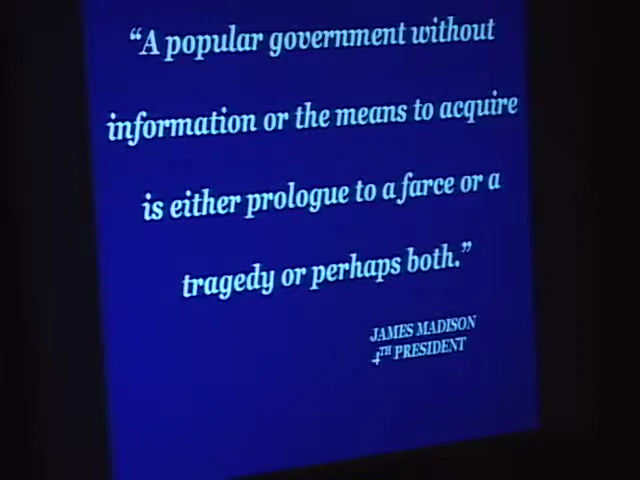 “A popular government without
information or the means to acquire
is either prologue to a farce or a
tragedy or perhaps both.”
JAMES MADISON
4TH PRESIDENT